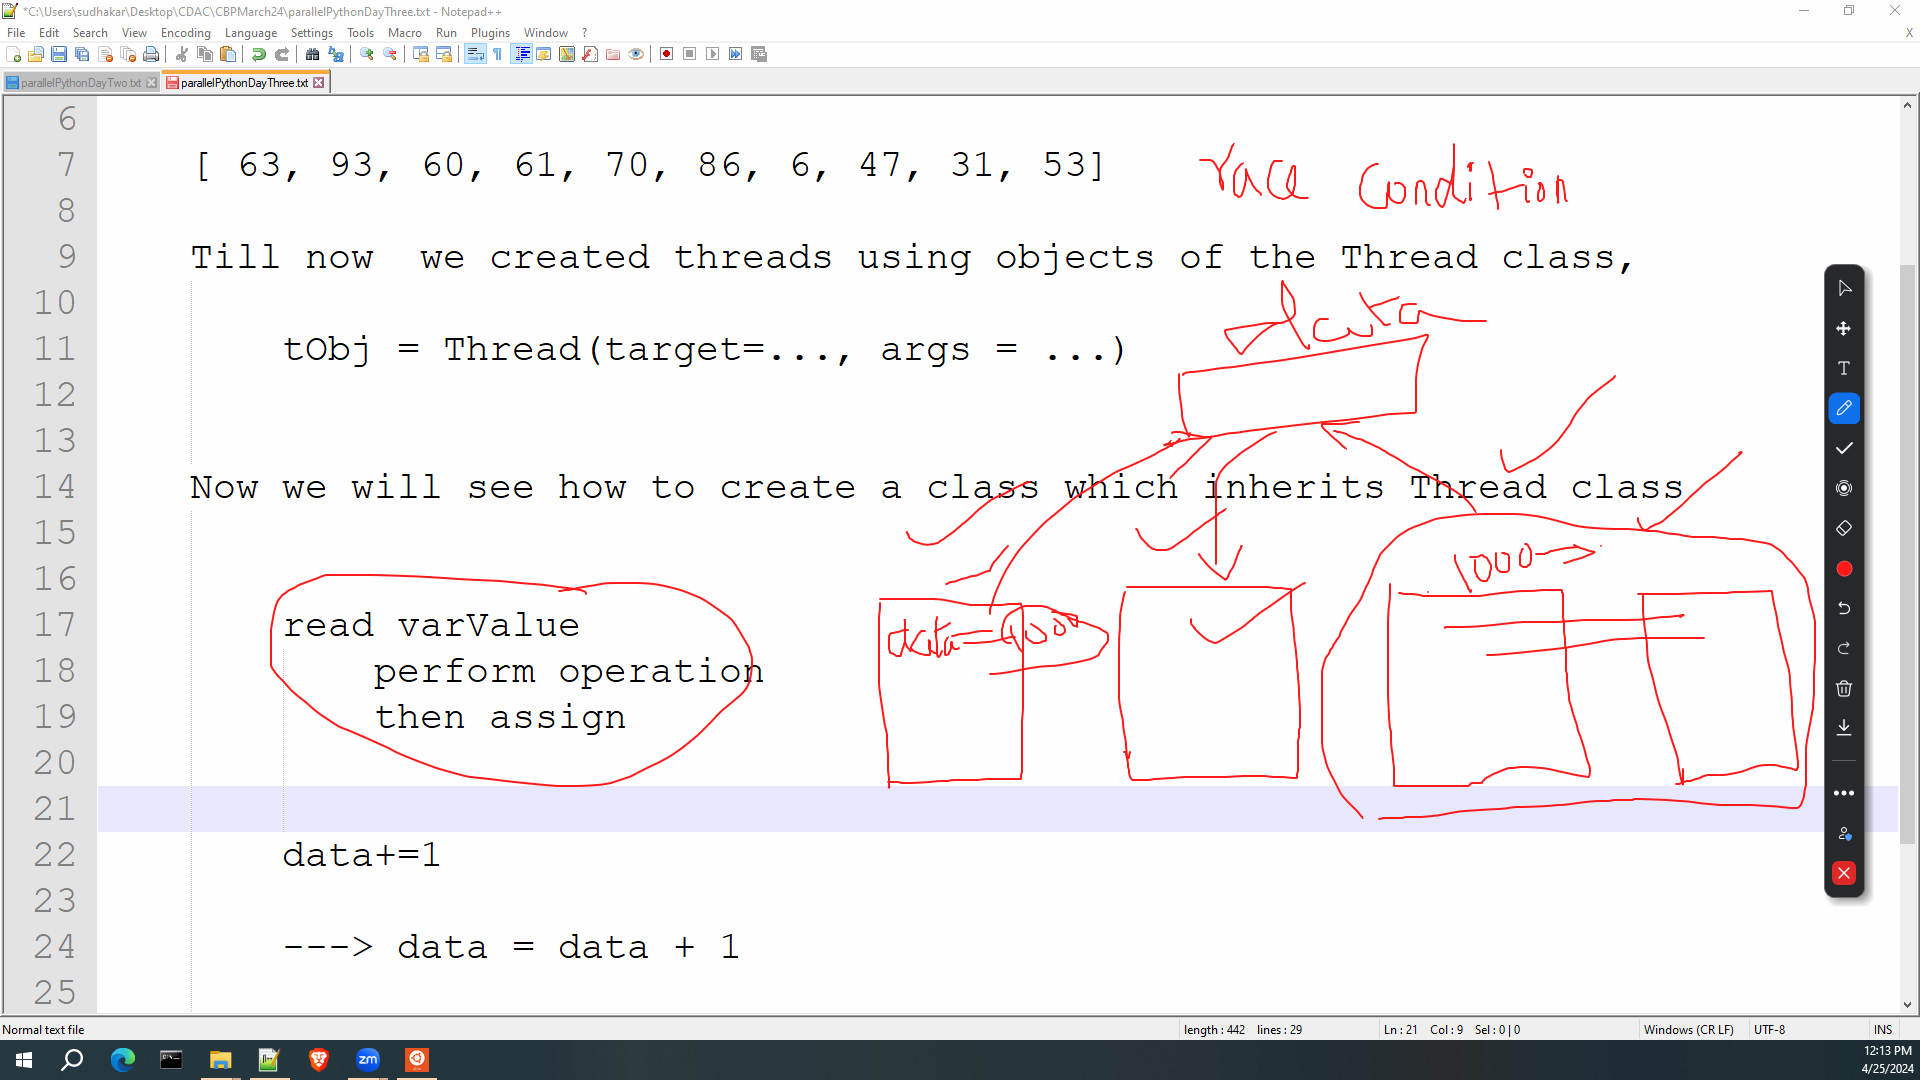 *C:\Users\sudhakar\Desktop\CDAC\CBPMarch24\parallelPythonDayThree.txt - Notepad++
File Edit Search View Encoding Language Settings Tools Macro Run Plugins Window ? X
parallelPythonDayTwo.txt parallelPythonDayThree.txt
6
7 [ 63, 93, 60, 61, 70, 86, 6, 47, 31, 53] race condition
8
9 Till now  we created threads using objects of the Thread class,
10
data
11 tObj = Thread(target=..., args = ...)
12
13
14 Now we will see how to create a class which inherits Thread class
15
16
1000
17 read varValue
data = 1000
18 perform operation
19 then assign
20
21
22 data+=1
23
24 ---> data = data + 1
25
Normal text file length : 442 lines : 29 Ln : 21 Col : 9 Sel : 0 | 0 Windows (CR LF) UTF-8 INS
zm
12:13 PM
4/25/2024